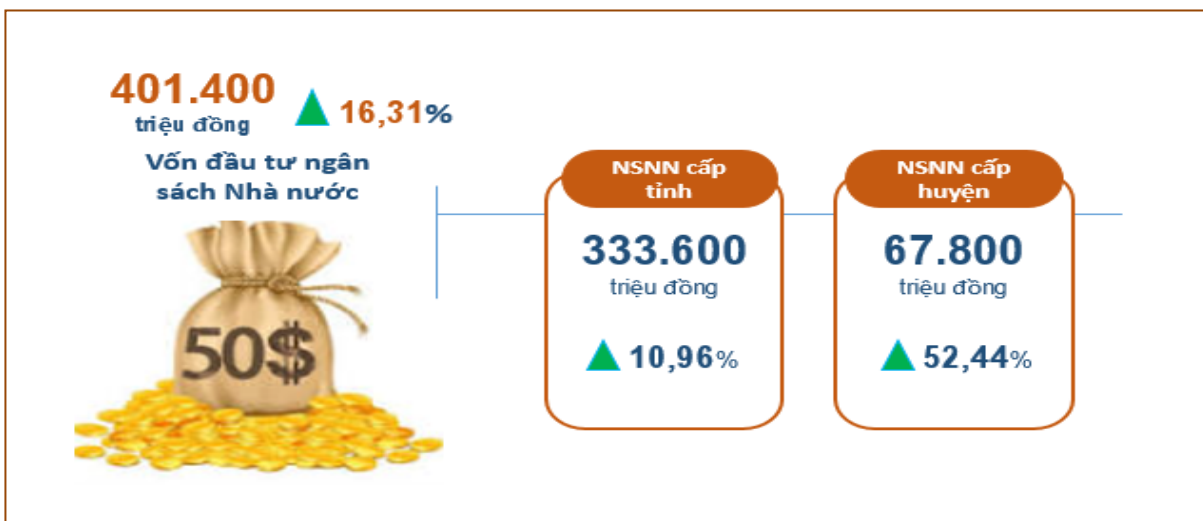 401.400
triệu đồng
16,31%
Vốn đầu tư ngân
sách Nhà nước
50$
NSNN cấp
tỉnh
333.600
triệu đồng
10,96%
NSNN cấp
huyện
67.800
triệu đồng
52,44%